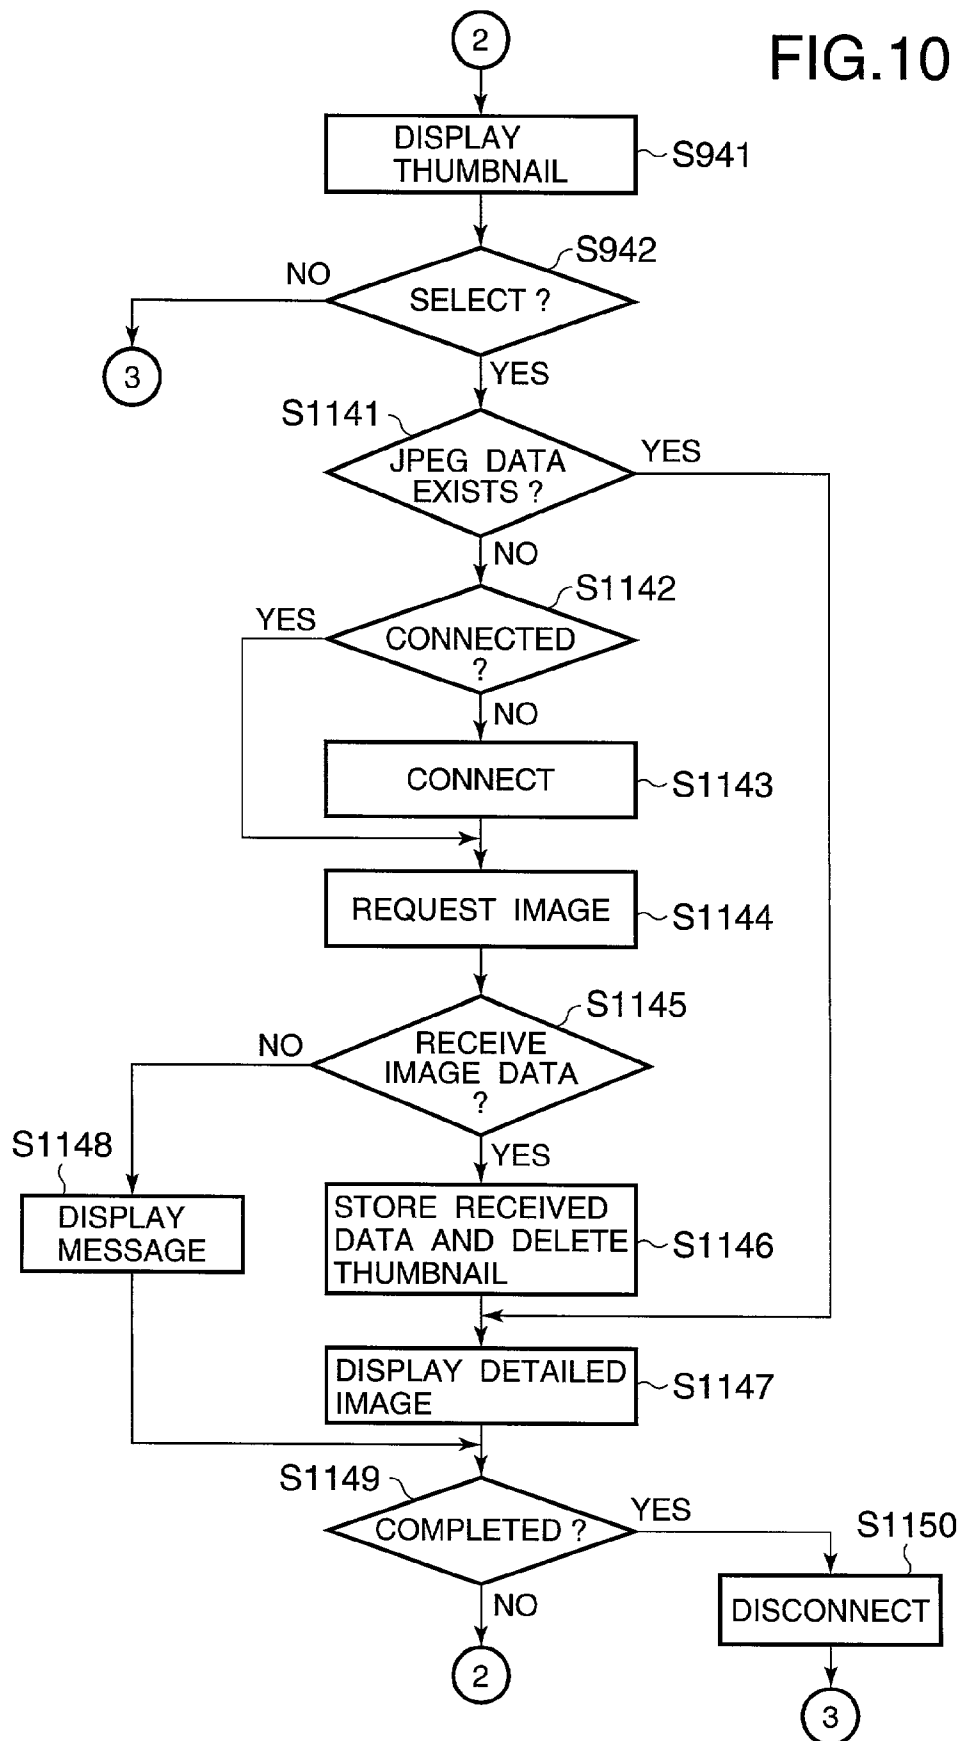 2
FIG.10
DISPLAY
THUMBNAIL
S941
S942
NO
SELECT ?
3
YES
S1141
JPEG DATA
EXISTS ?
YES
NO
S1142
YES
CONNECTED
?
NO
CONNECT
S1143
REQUEST IMAGE
S1144
S1145
NO
RECEIVE
IMAGE DATA
?
YES
S1148
DISPLAY
MESSAGE
STORE RECEIVED
DATA AND DELETE
THUMBNAIL
S1146
DISPLAY DETAILED
IMAGE
S1147
S1149
COMPLETED ?
YES
S1150
DISCONNECT
NO
2
3